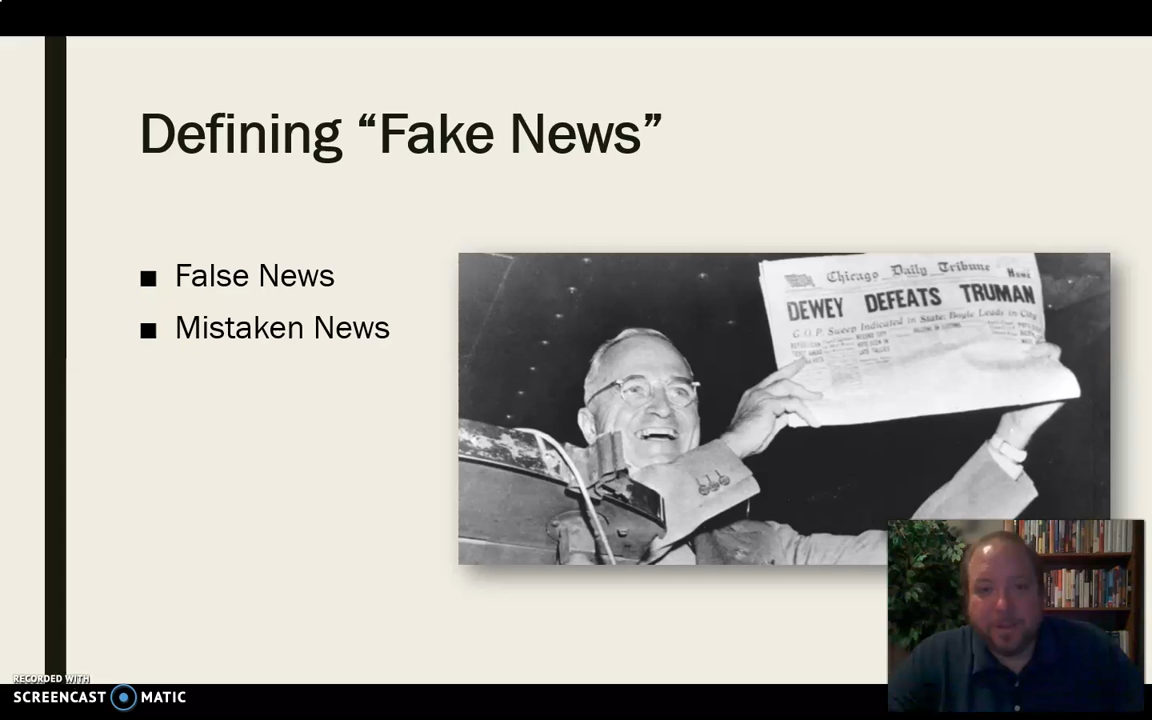 Defining “Fake News”
■ False News
■ Mistaken News
Chicago Daily Tribune
HOME
DEWEY DEFEATS TRUMAN
G.O.P. Sweep Indicated in State; Boyle Leads in City
RECORDED WITH
SCREENCAST MATIC